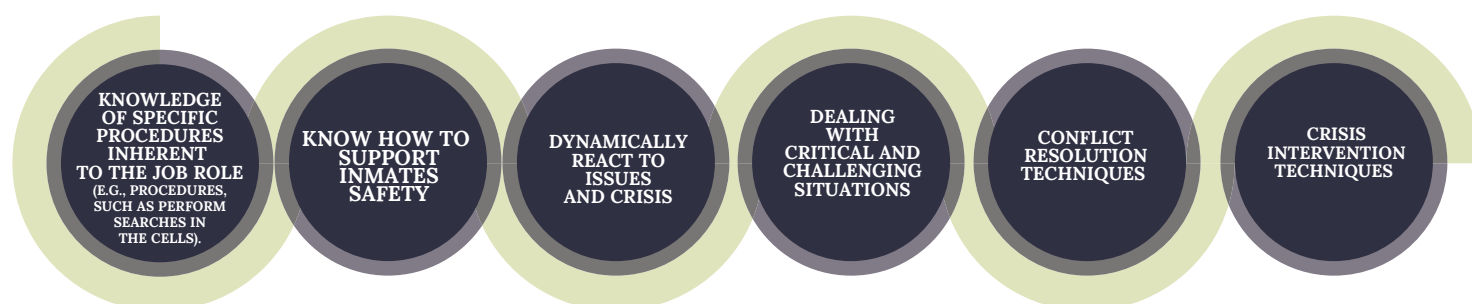 KNOWLEDGE
OF SPECIFIC
PROCEDURES
INHERENT
TO THE JOB ROLE
(E.G., PROCEDURES,
SUCH AS PERFORM
SEARCHES IN
THE CELLS).
KNOW HOW TO
SUPPORT
INMATES
SAFETY
DYNAMICALLY
REACT TO
ISSUES
AND CRISIS
DEALING
WITH
CRITICAL AND
CHALLENGING
SITUATIONS
CONFLICT
RESOLUTION
TECHNIQUES
CRISIS
INTERVENTION
TECHNIQUES